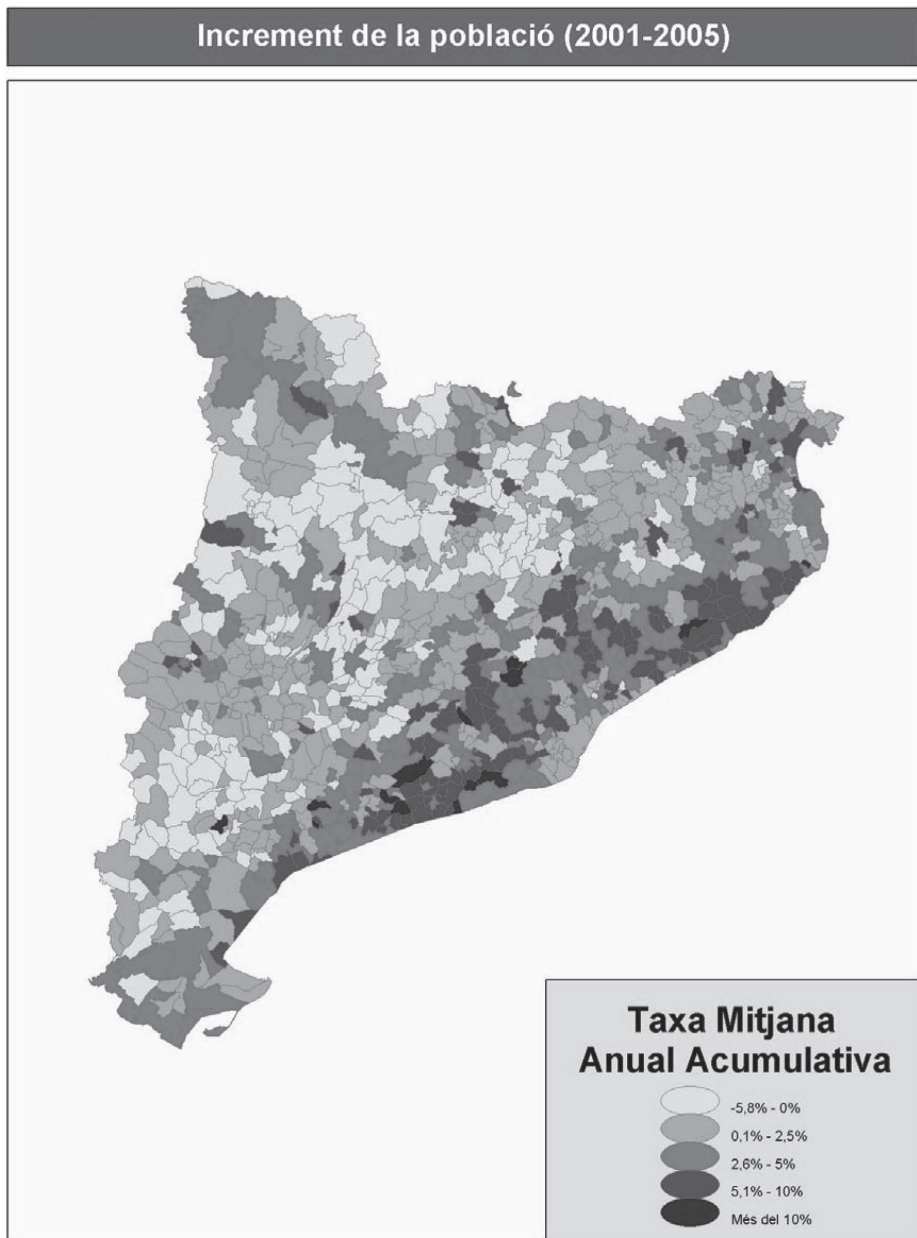 Increment de la població (2001-2005)
Taxa Mitjana
Anual Acumulativa
-5,8% - 0%
0,1% - 2,5%
2,6% - 5%
5,1% - 10%
Més del 10%